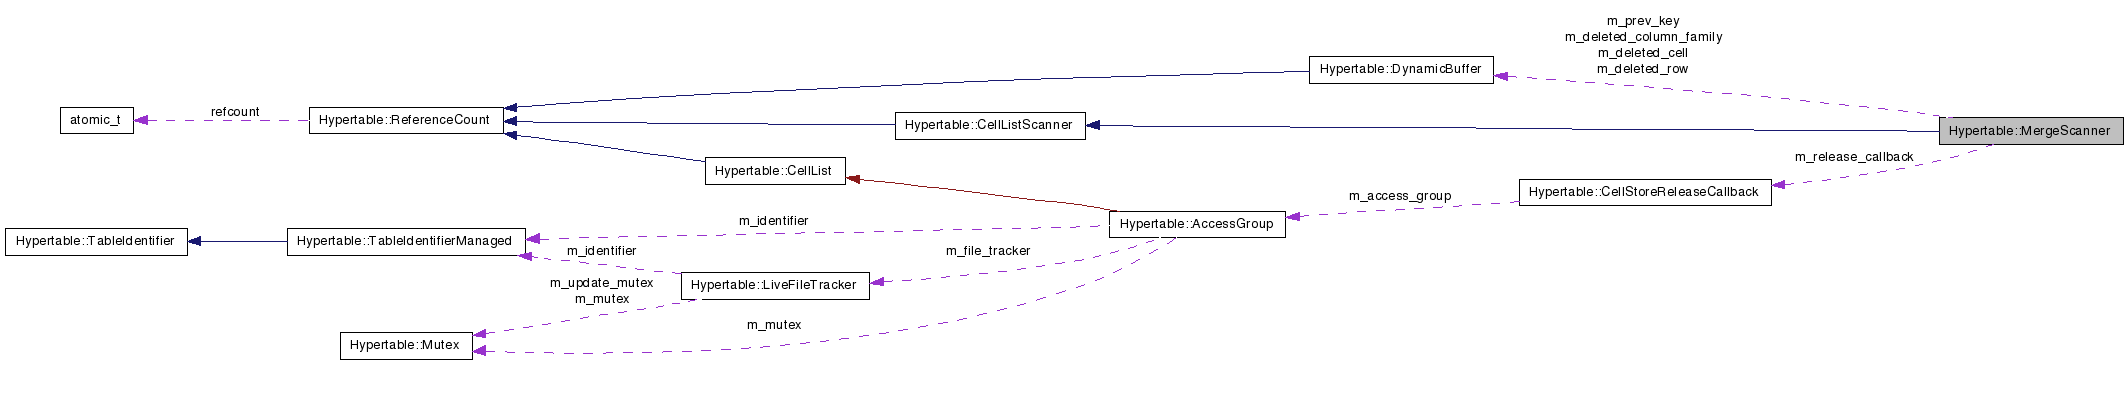 m_prev_key
m_deleted_column_family
m_deleted_cell
m_deleted_row
Hypertable::DynamicBuffer
refcount
atomic_t
Hypertable::ReferenceCount
Hypertable::CellListScanner
Hypertable::MergeScanner
m_release_callback
Hypertable::CellList
m_access_group
Hypertable::CellStoreReleaseCallback
m_identifier
Hypertable::AccessGroup
Hypertable::TableIdentifier
Hypertable::TableIdentifierManaged
m_identifier
m_file_tracker
m_update_mutex
m_mutex
Hypertable::LiveFileTracker
m_mutex
Hypertable::Mutex